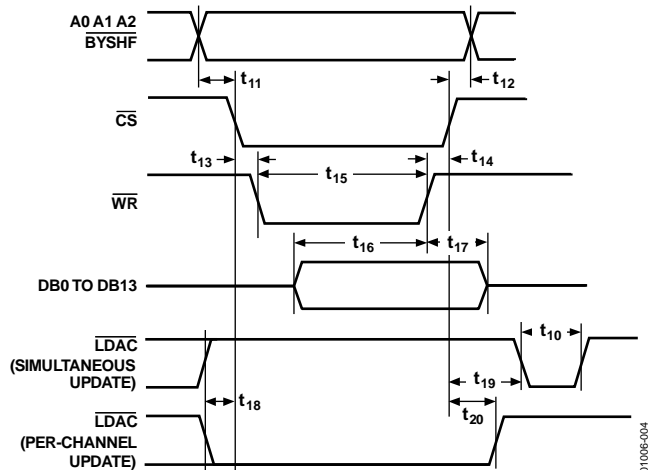 A0 A1 A2
BYSHF
t11
t12
CS
t13
t15
t14
WR
t16
t17
DB0 TO DB13
LDAC
(SIMULTANEOUS
UPDATE)
t10
t19
t18
t20
LDAC
(PER-CHANNEL
UPDATE)
01006-004